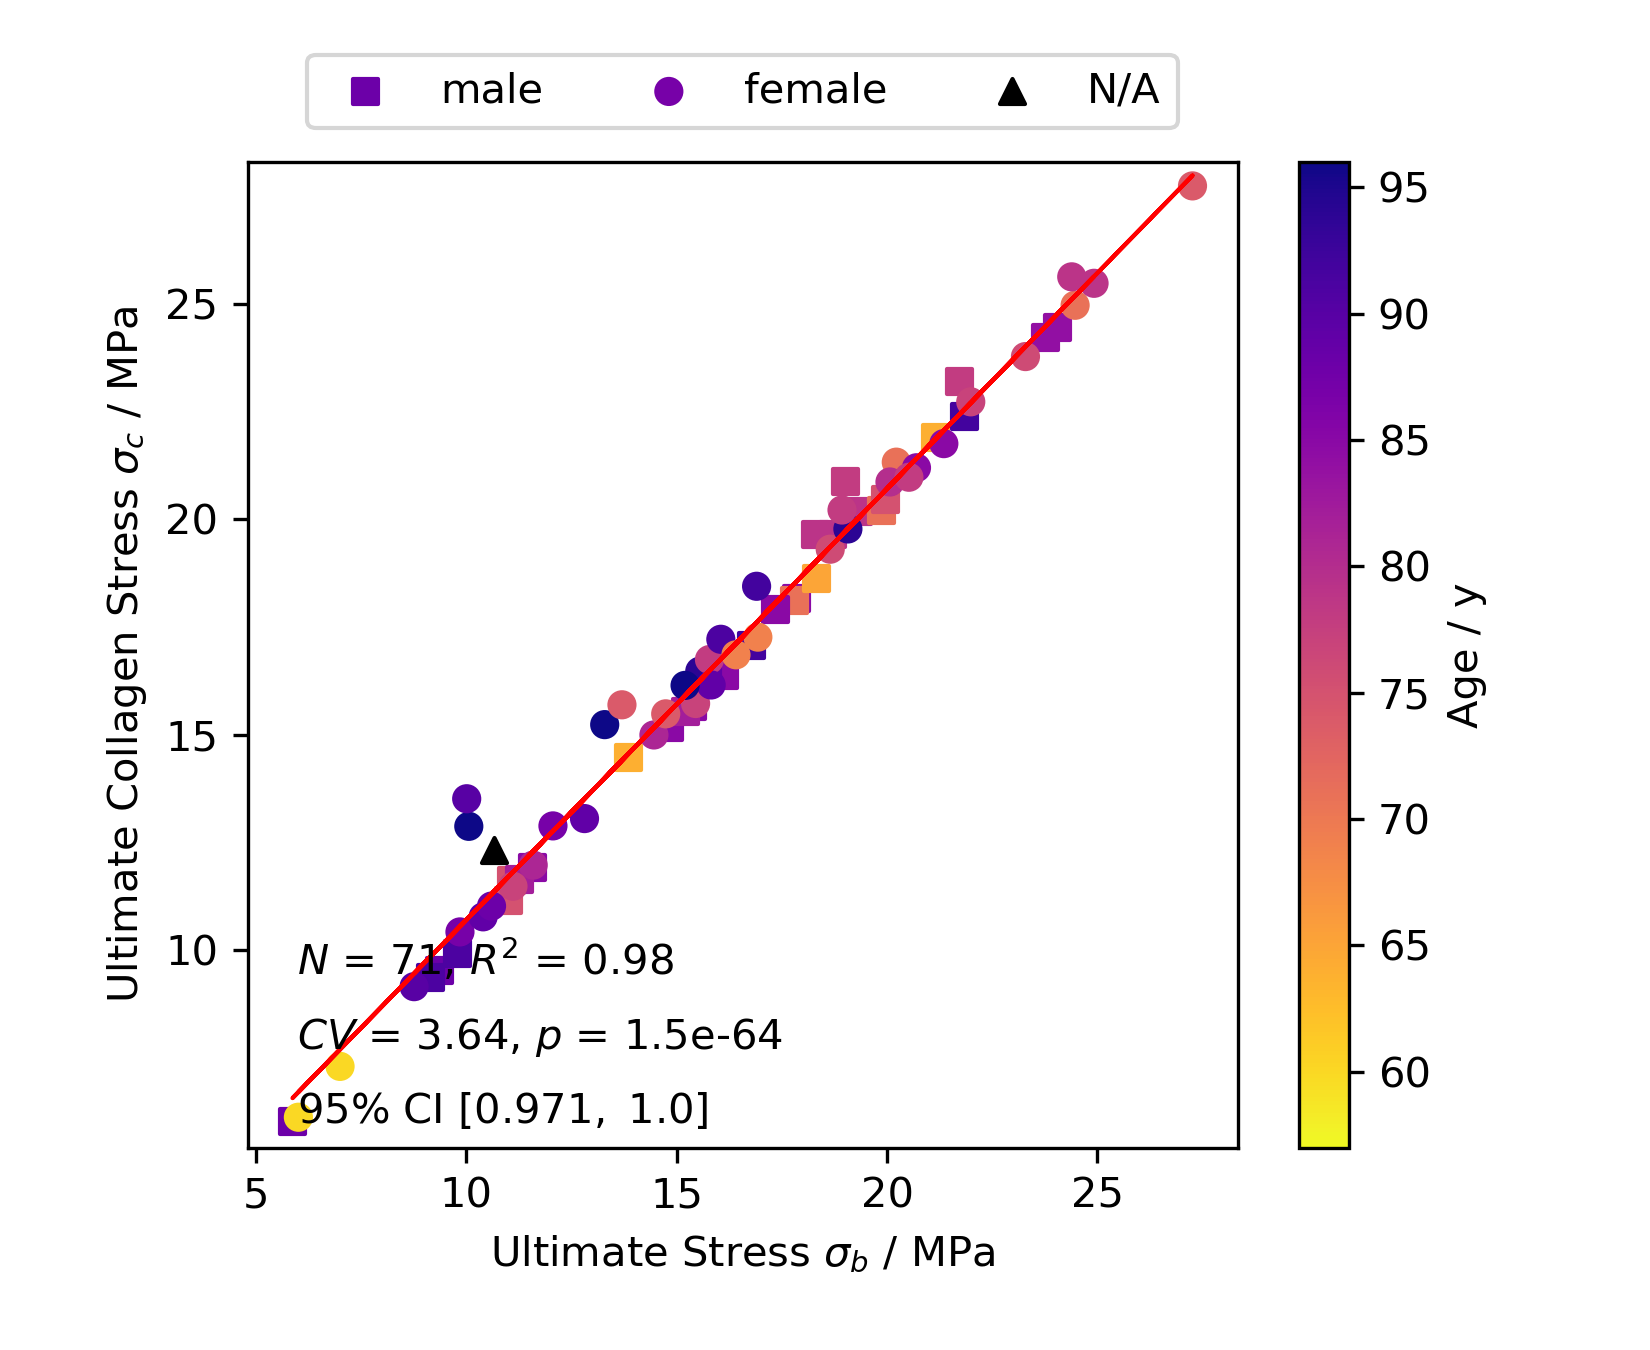 male female N/A
Ultimate Collagen Stress σc / MPa
25
20
15
10
N = 71, R² = 0.98
CV = 3.64, p = 1.5e-64
95% CI [0.971, 1.0]
5 10 15 20 25
Ultimate Stress σb / MPa
95
90
85
80
75
70
65
60
Age / y